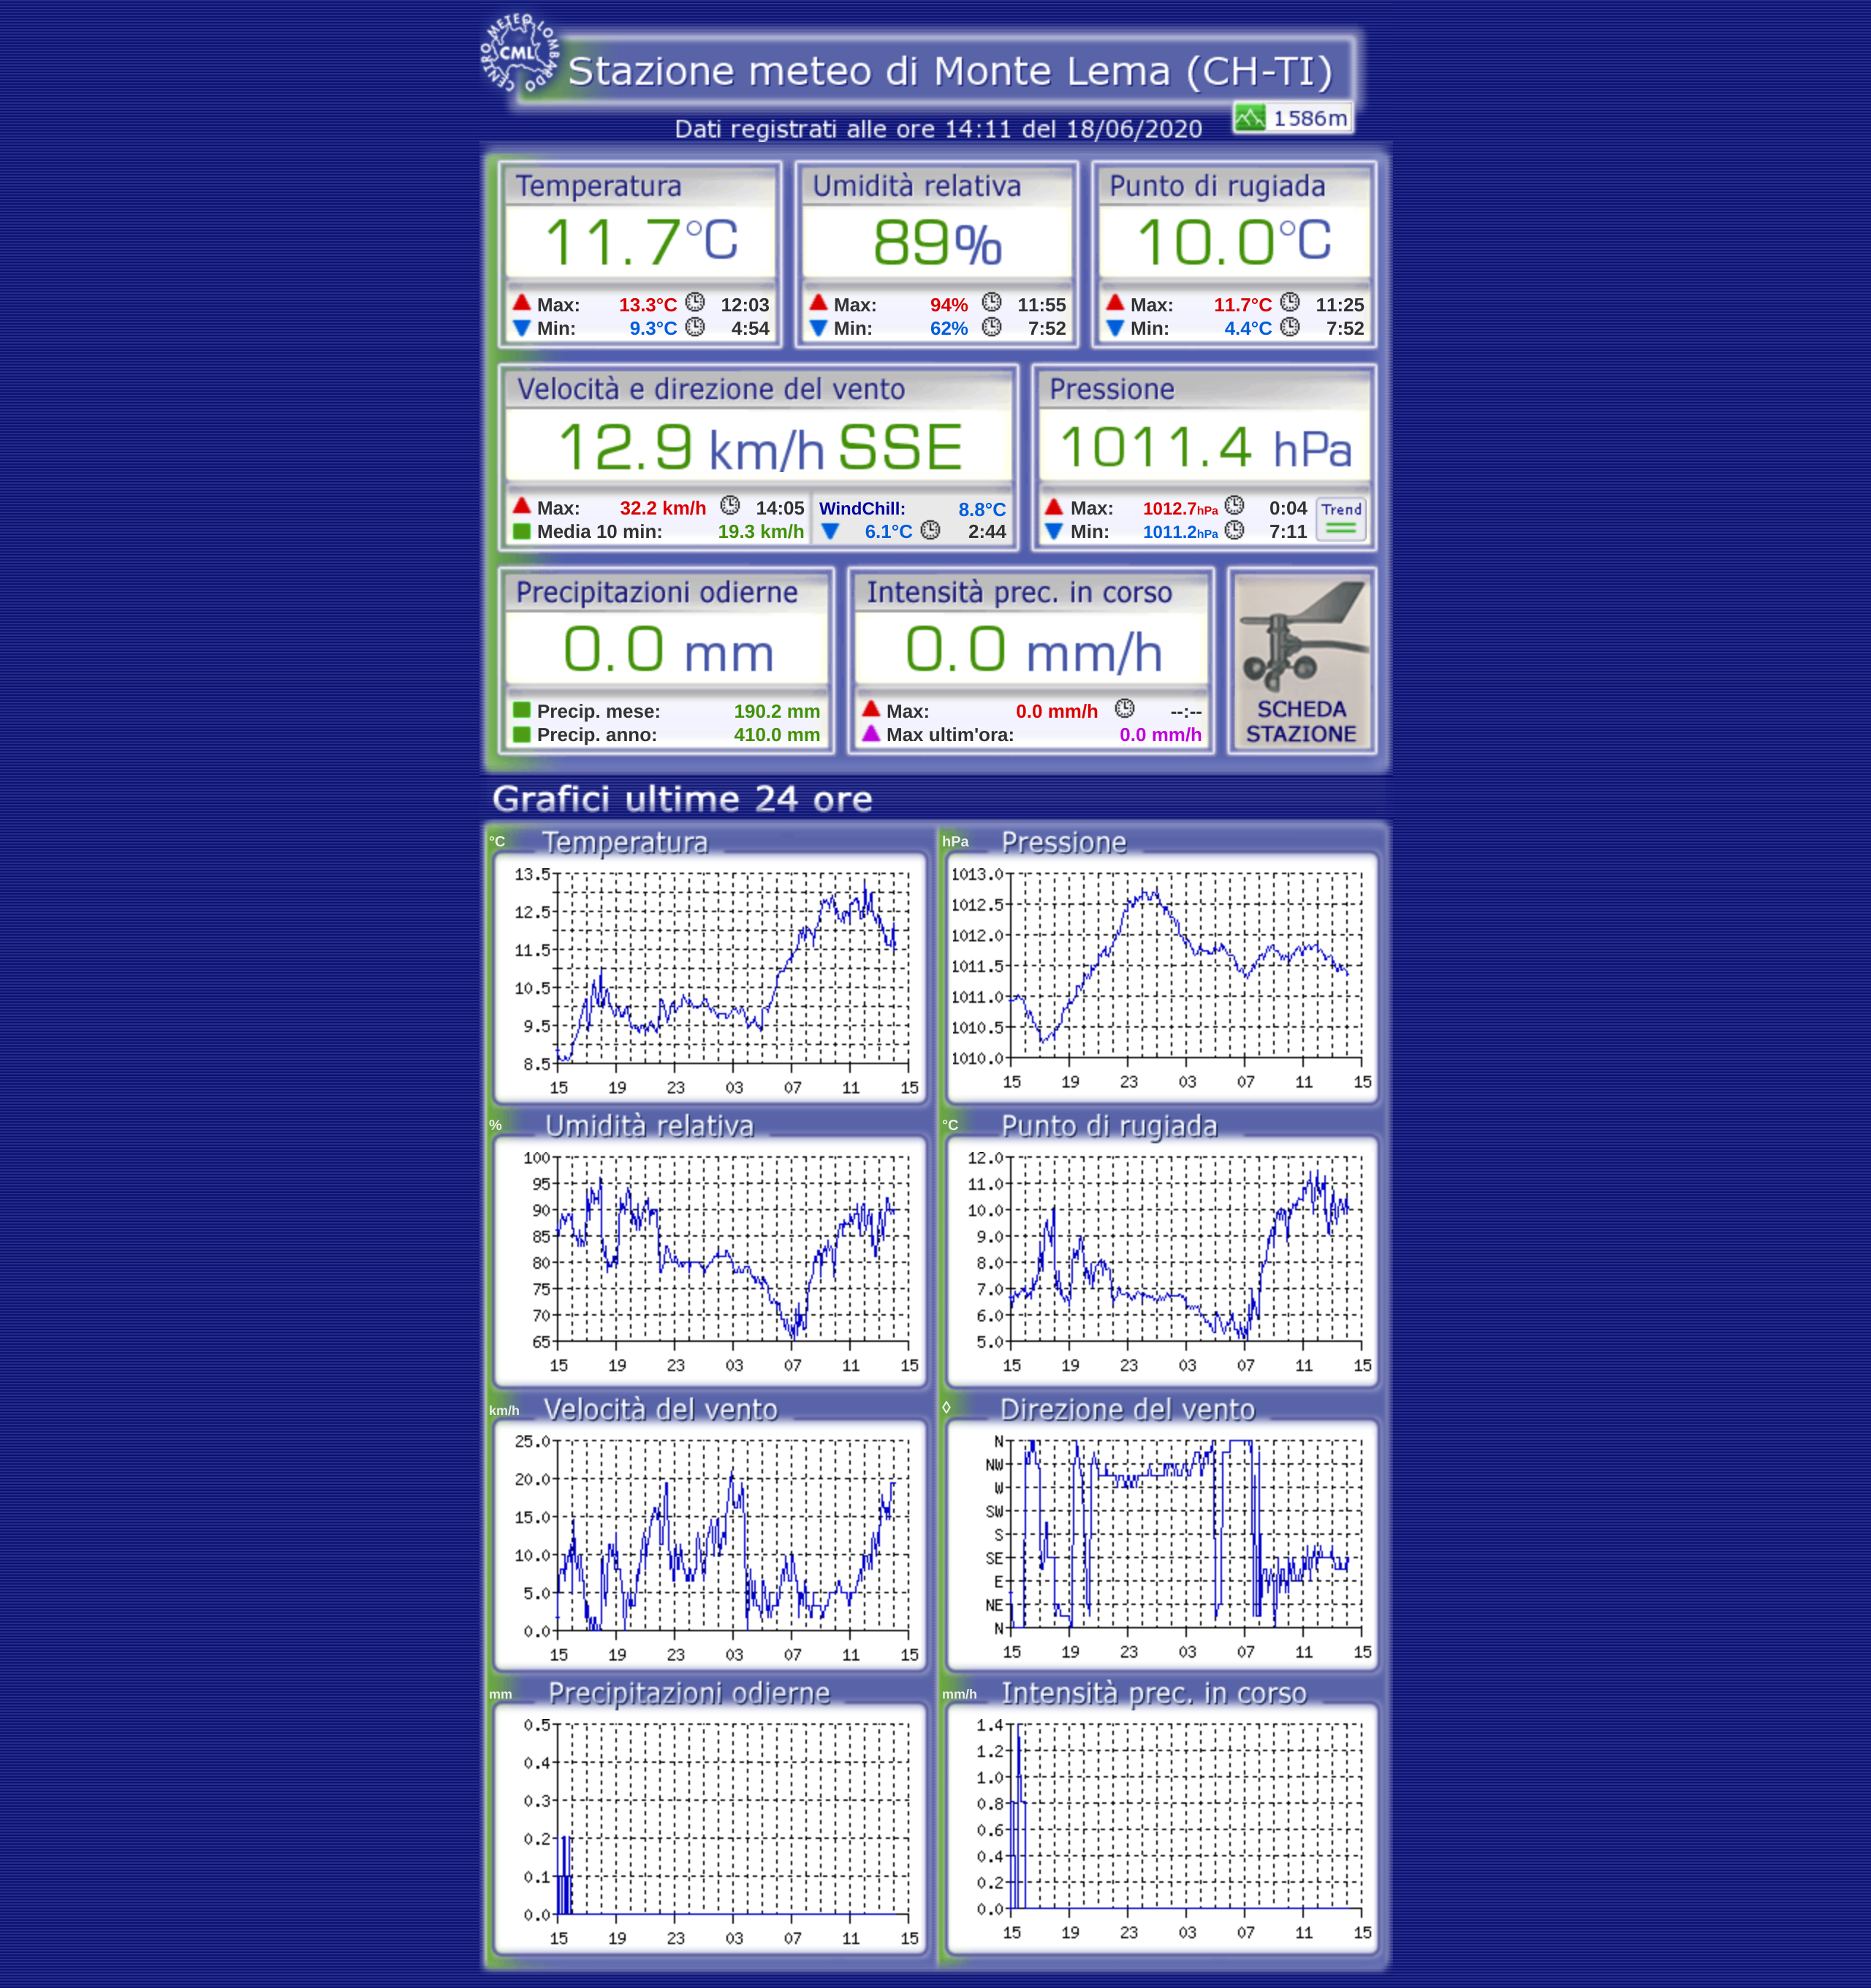 CENTRO METEO LOMBARDO
CML
Stazione meteo di Monte Lema (CH-TI)
1586m
Dati registrati alle ore 14:11 del 18/06/2020
Temperatura
11.7°C
Max: 13.3°C 12:03
Min: 9.3°C 4:54
Umidità relativa
89%
Max: 94% 11:55
Min: 62% 7:52
Punto di rugiada
10.0°C
Max: 11.7°C 11:25
Min: 4.4°C 7:52
Velocità e direzione del vento
12.9 km/h SSE
Max: 32.2 km/h 14:05
Media 10 min: 19.3 km/h
WindChill: 8.8°C
6.1°C 2:44
Pressione
1011.4 hPa
Max: 1012.7hPa 0:04
Min: 1011.2hPa 7:11
Trend
Precipitazioni odierne
0.0 mm
Precip. mese: 190.2 mm
Precip. anno: 410.0 mm
Intensità prec. in corso
0.0 mm/h
Max: 0.0 mm/h --:--
Max ultim'ora: 0.0 mm/h
SCHEDA
STAZIONE
Grafici ultime 24 ore
°C Temperatura
13.5
12.5
11.5
10.5
9.5
8.5
15 19 23 03 07 11 15
hPa Pressione
1013.0
1012.5
1012.0
1011.5
1011.0
1010.5
1010.0
15 19 23 03 07 11 15
% Umidità relativa
100
95
90
85
80
75
70
65
15 19 23 03 07 11 15
°C Punto di rugiada
12.0
11.0
10.0
9.0
8.0
7.0
6.0
5.0
15 19 23 03 07 11 15
km/h Velocità del vento
25.0
20.0
15.0
10.0
5.0
0.0
15 19 23 03 07 11 15
◊ Direzione del vento
N
NW
W
SW
S
SE
E
NE
N
15 19 23 03 07 11 15
mm Precipitazioni odierne
0.5
0.4
0.3
0.2
0.1
0.0
15 19 23 03 07 11 15
mm/h Intensità prec. in corso
1.4
1.2
1.0
0.8
0.6
0.4
0.2
0.0
15 19 23 03 07 11 15